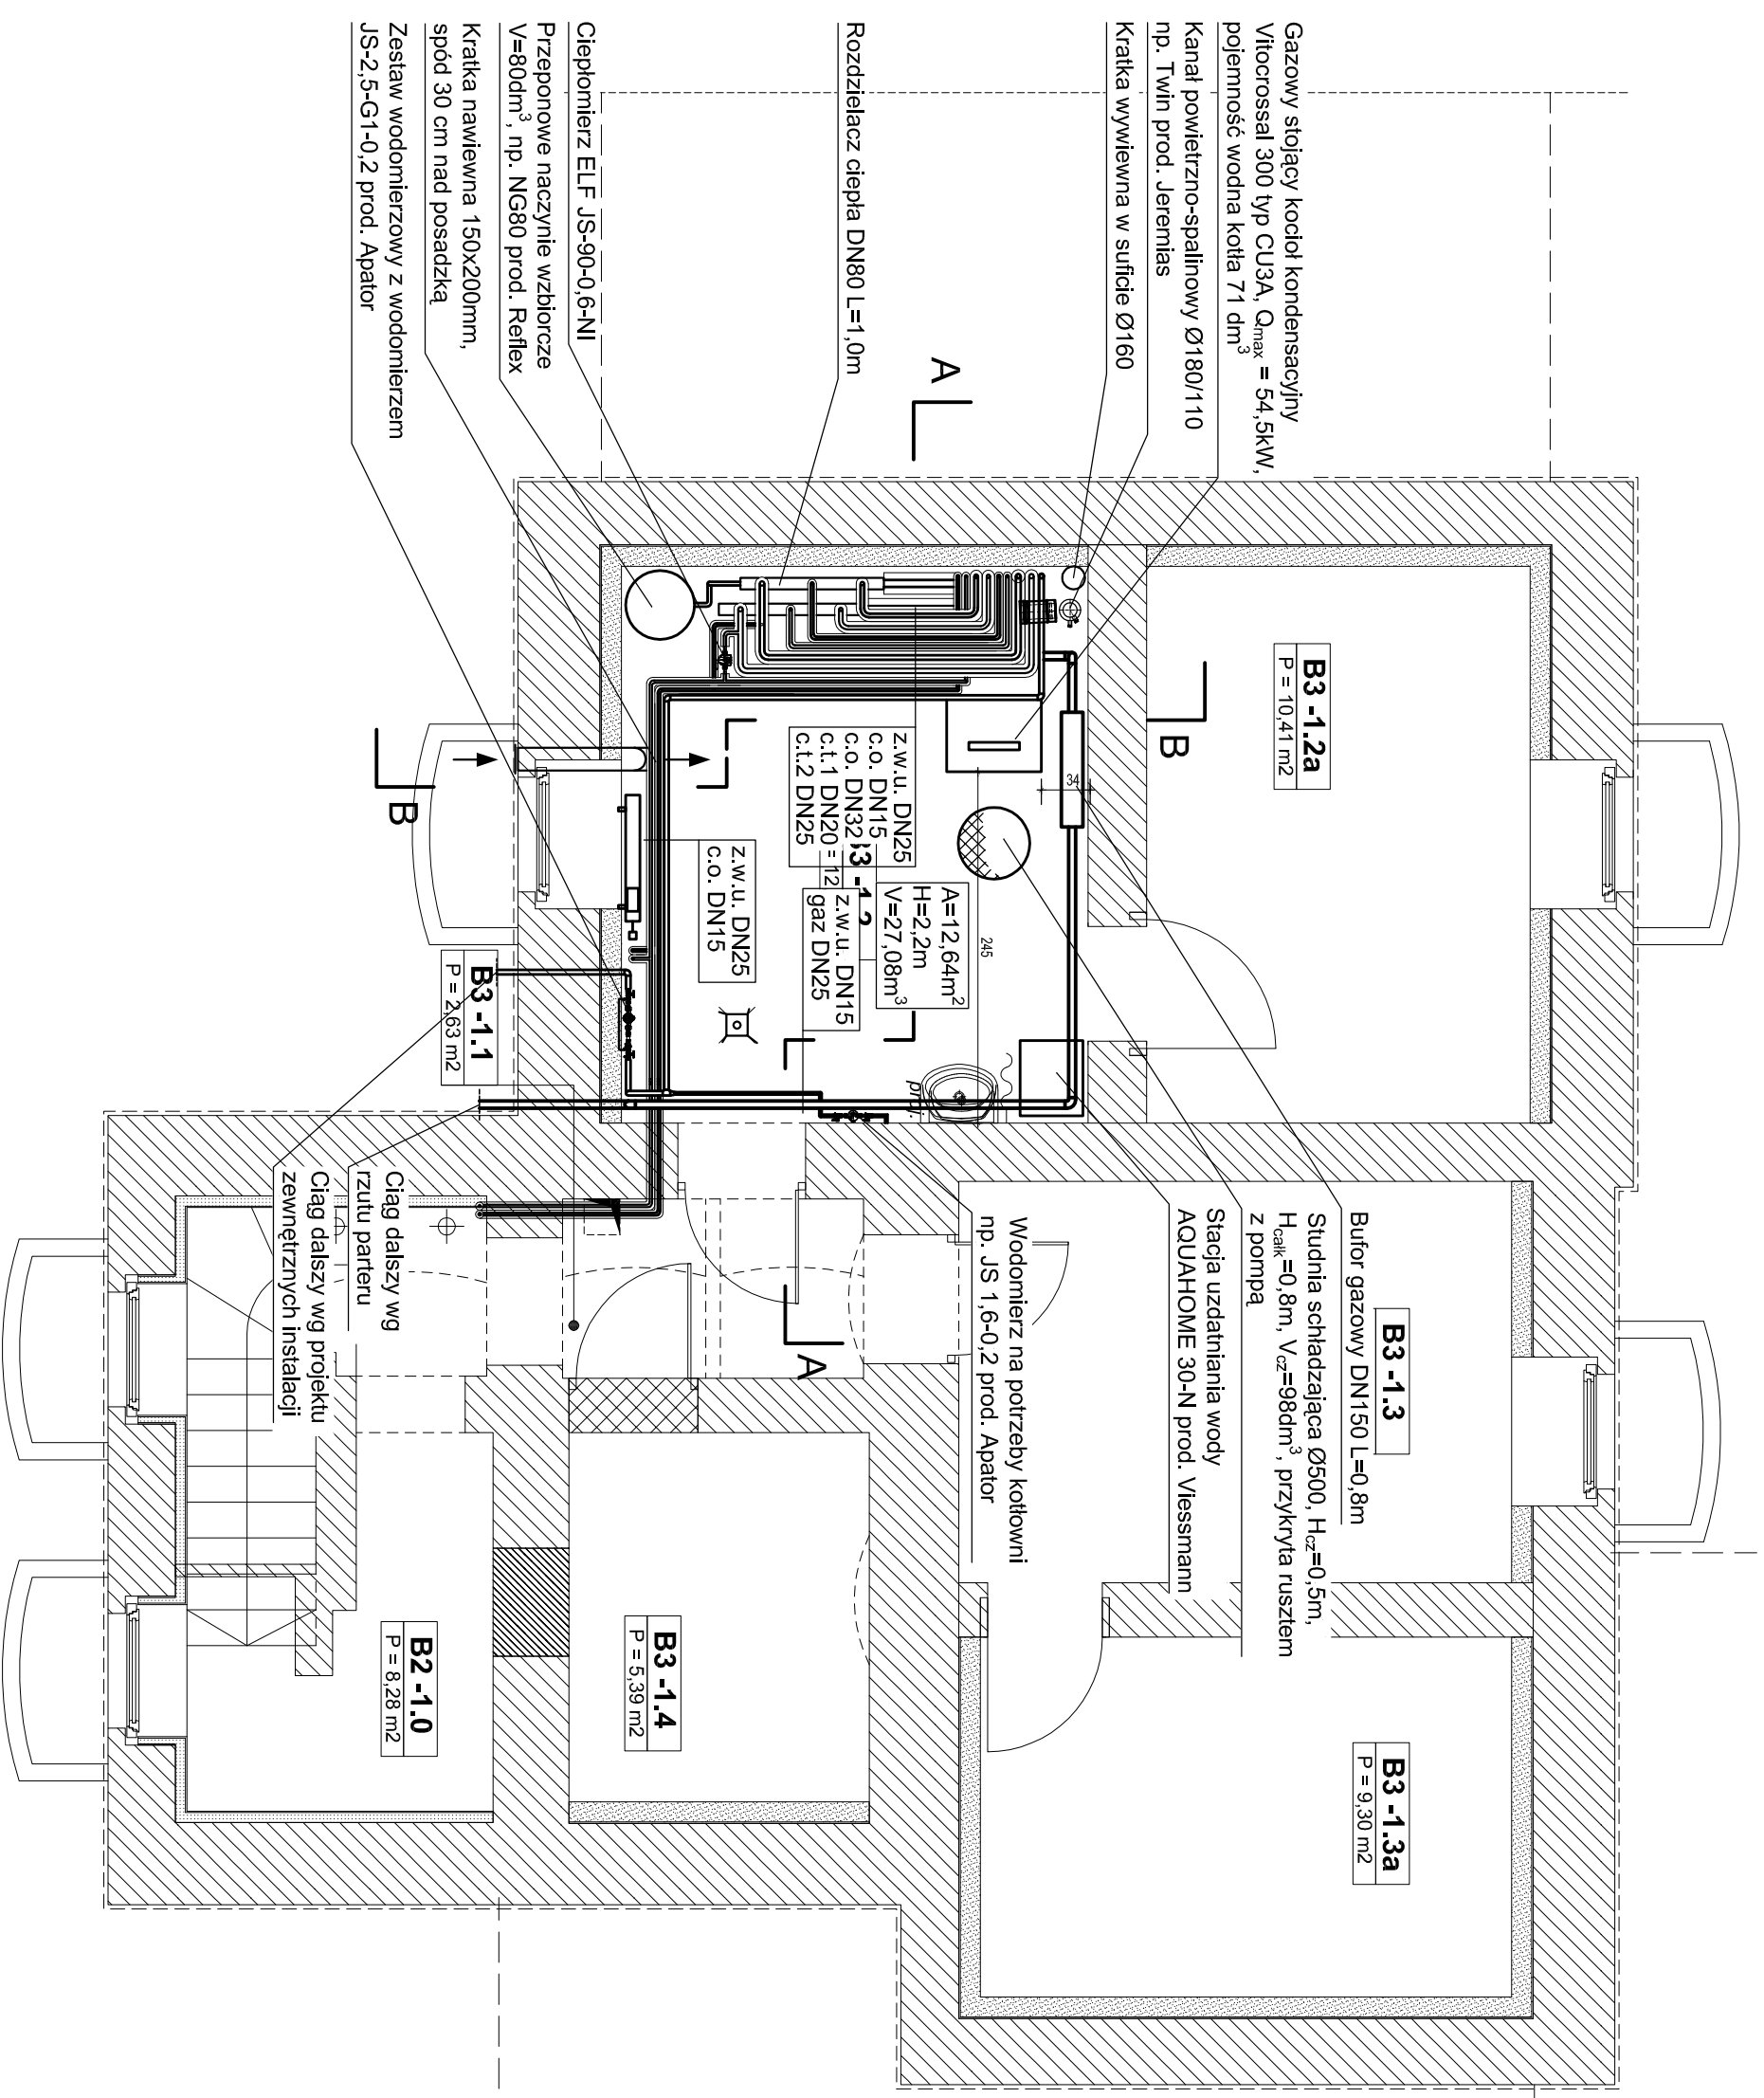 Gazowy stojący kocioł kondensacyjny
Vitocrossal 300 typ CU3A, Qmax = 54,5kW,
pojemność wodna kotła 71 dm³
Kanał powietrzno-spalinowy Ø180/110
np. Twin prod. Jeremias
Kratka wywiewna w suficie Ø160
Rozdzielacz ciepła DN80 L=1,0m
Ciepłomierz ELF JS-90-0,6-NI
Przeponowe naczynie wzbiorcze
V=80dm³, np. NG80 prod. Reflex
Kratka nawiewna 150x200mm,
spód 30 cm nad posadzką
Zestaw wodomierzowy z wodomierzem
JS-2,5-G1-0,2 prod. Apator
A
B
B3 -1.2a
P = 10,41 m2
34
z.w.u. DN25
c.o. DN15
c.o. DN32
c.t.1 DN20
c.t.2 DN25
B3 -1.2
= 12
A=12,64m²
H=2,2m
V=27,08m³
z.w.u. DN15
gaz DN25
z.w.u. DN25
c.o. DN15
245
B
B3 -1.1
P = 2,63 m2
A
Bufor gazowy DN150 L=0,8m
Studnia schładzająca Ø500, Hcz=0,5m,
Hcałk=0,8m, Vcz=98dm³, przykryta rusztem
z pompą
Stacja uzdatniania wody
AQUAHOME 30-N prod. Viessmann
Wodomierz na potrzeby kotłowni
np. JS 1,6-0,2 prod. Apator
Ciąg dalszy wg
rzutu parteru
Ciąg dalszy wg projektu
zewnętrznych instalacji
B3 -1.3
B3 -1.3a
P = 9,30 m2
B3 -1.4
P = 5,39 m2
B2 -1.0
P = 8,28 m2